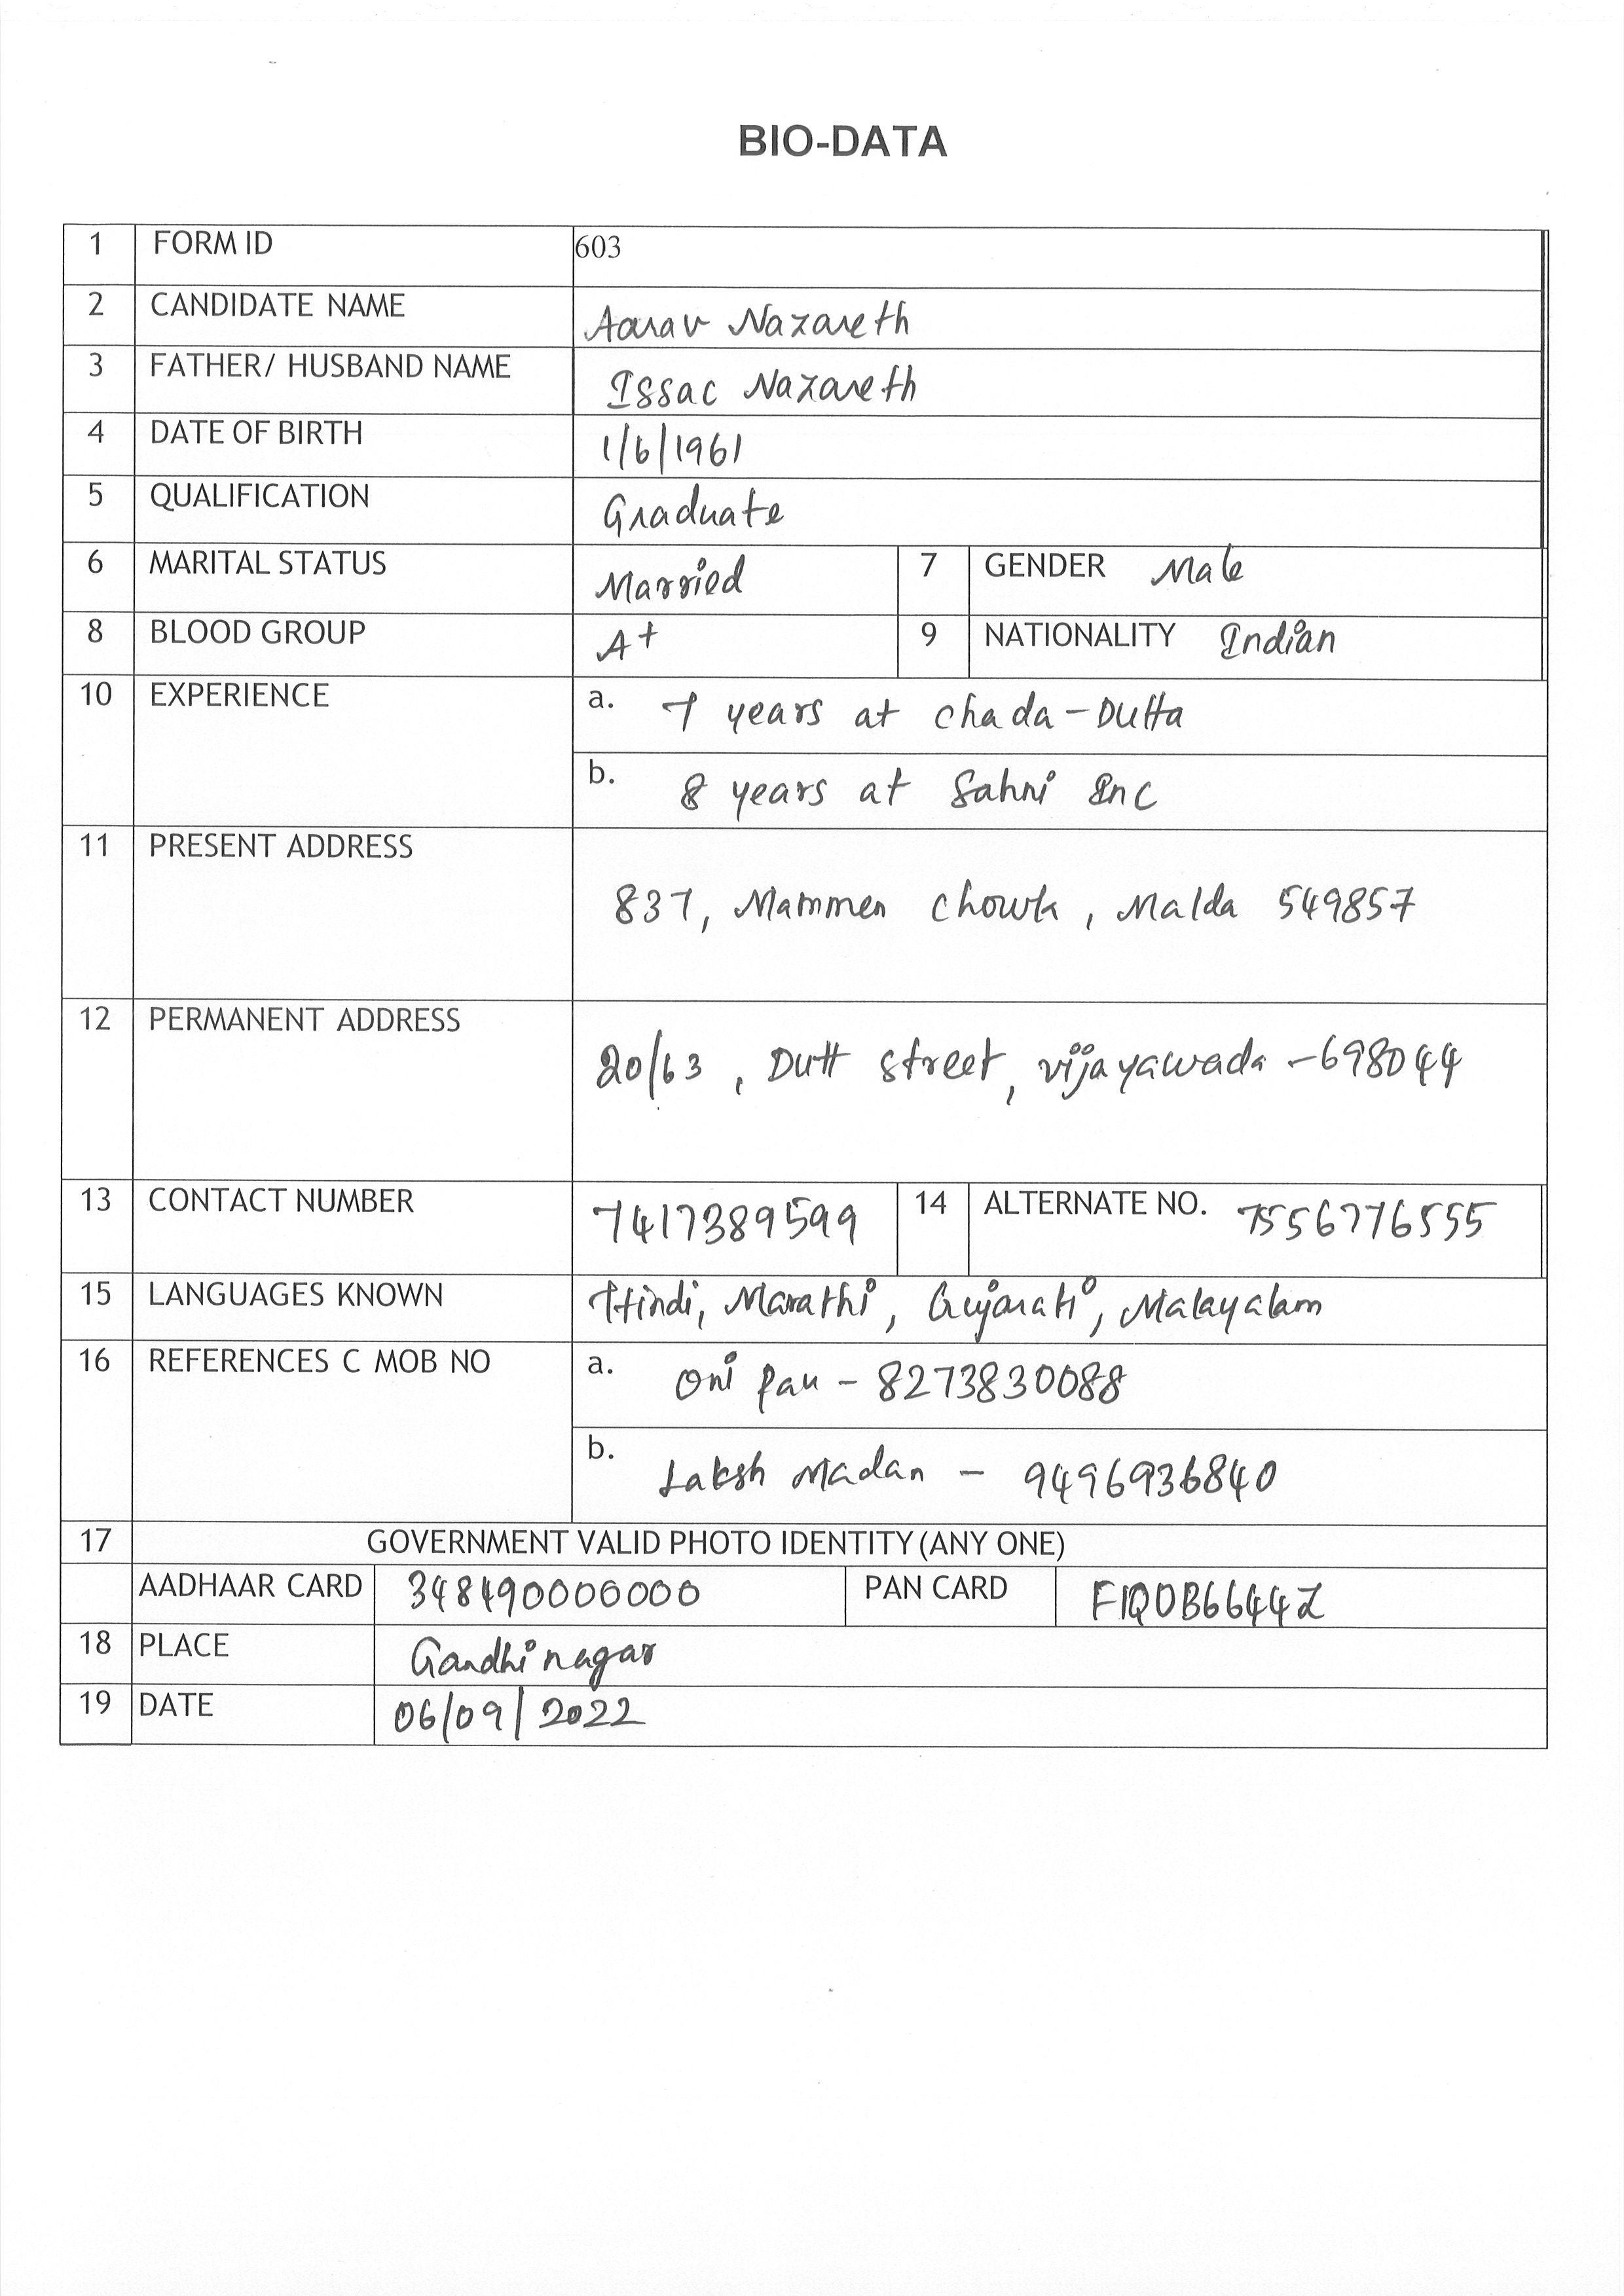 BIO-DATA
1 FORM ID 603
2 CANDIDATE NAME Aarav Nazareth
3 FATHER/ HUSBAND NAME Issac Nazareth
4 DATE OF BIRTH 1/6/1961
5 QUALIFICATION Graduate
6 MARITAL STATUS Married 7 GENDER Male
8 BLOOD GROUP A+ 9 NATIONALITY Indian
10 EXPERIENCE a. 7 years at chada-Dutta
b. 8 years at Sahni Inc
11 PRESENT ADDRESS
837, Mammen Chowk, Malda 549857
12 PERMANENT ADDRESS
20/63, Dutt street, vijayawada -698044
13 CONTACT NUMBER 7417389599 14 ALTERNATE NO. 7556776555
15 LANGUAGES KNOWN Hindi, Marathi, Gujarati, Malayalam
16 REFERENCES C MOB NO a. Oni - 8273830088
b. Laksh Madan - 9496936840
17 GOVERNMENT VALID PHOTO IDENTITY (ANY ONE)
AADHAAR CARD 348490000000 PAN CARD FIQOB6644Z
18 PLACE Gandhinagar
19 DATE 06/09/2022